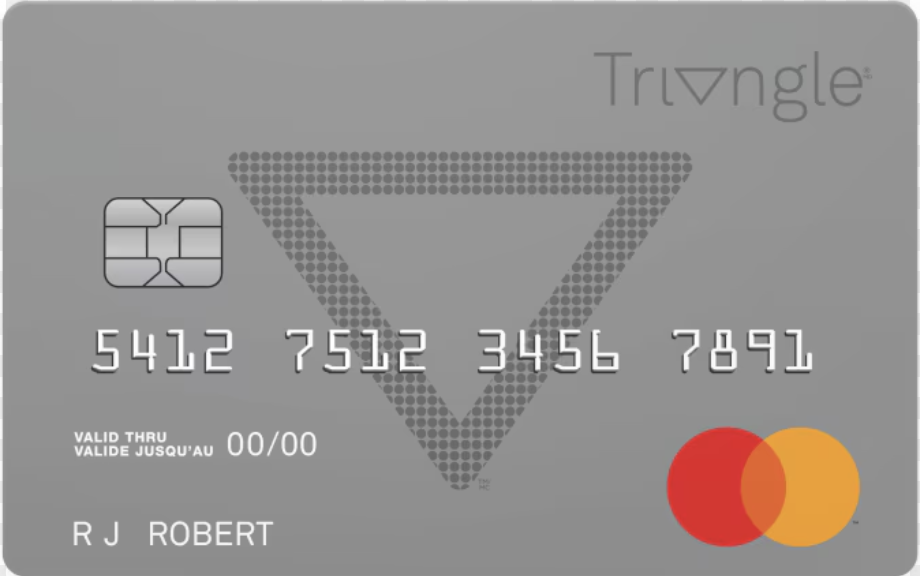 Triangle
5412 7512 3456 7891
VALID THRU
VALIDE JUSQU'AU 00/00
R J ROBERT